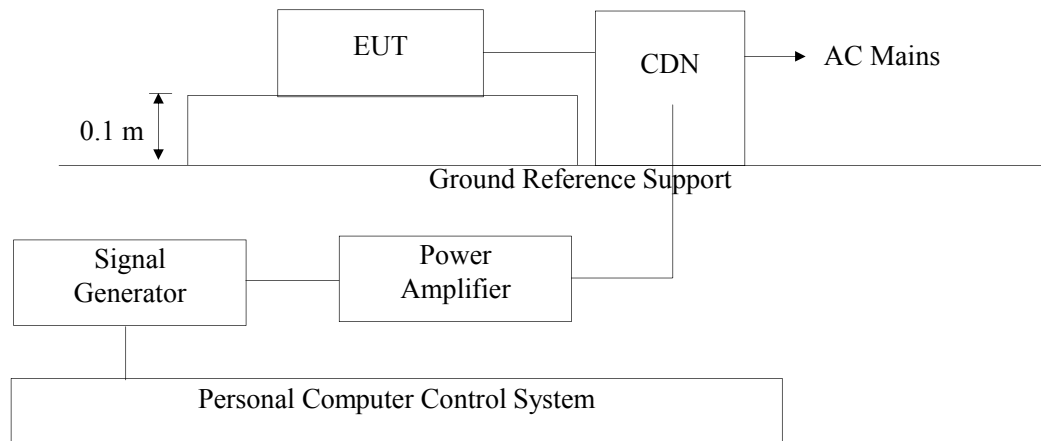 EUT
CDN
AC Mains
0.1 m
Ground Reference Support
Signal
Generator
Power
Amplifier
Personal Computer Control System